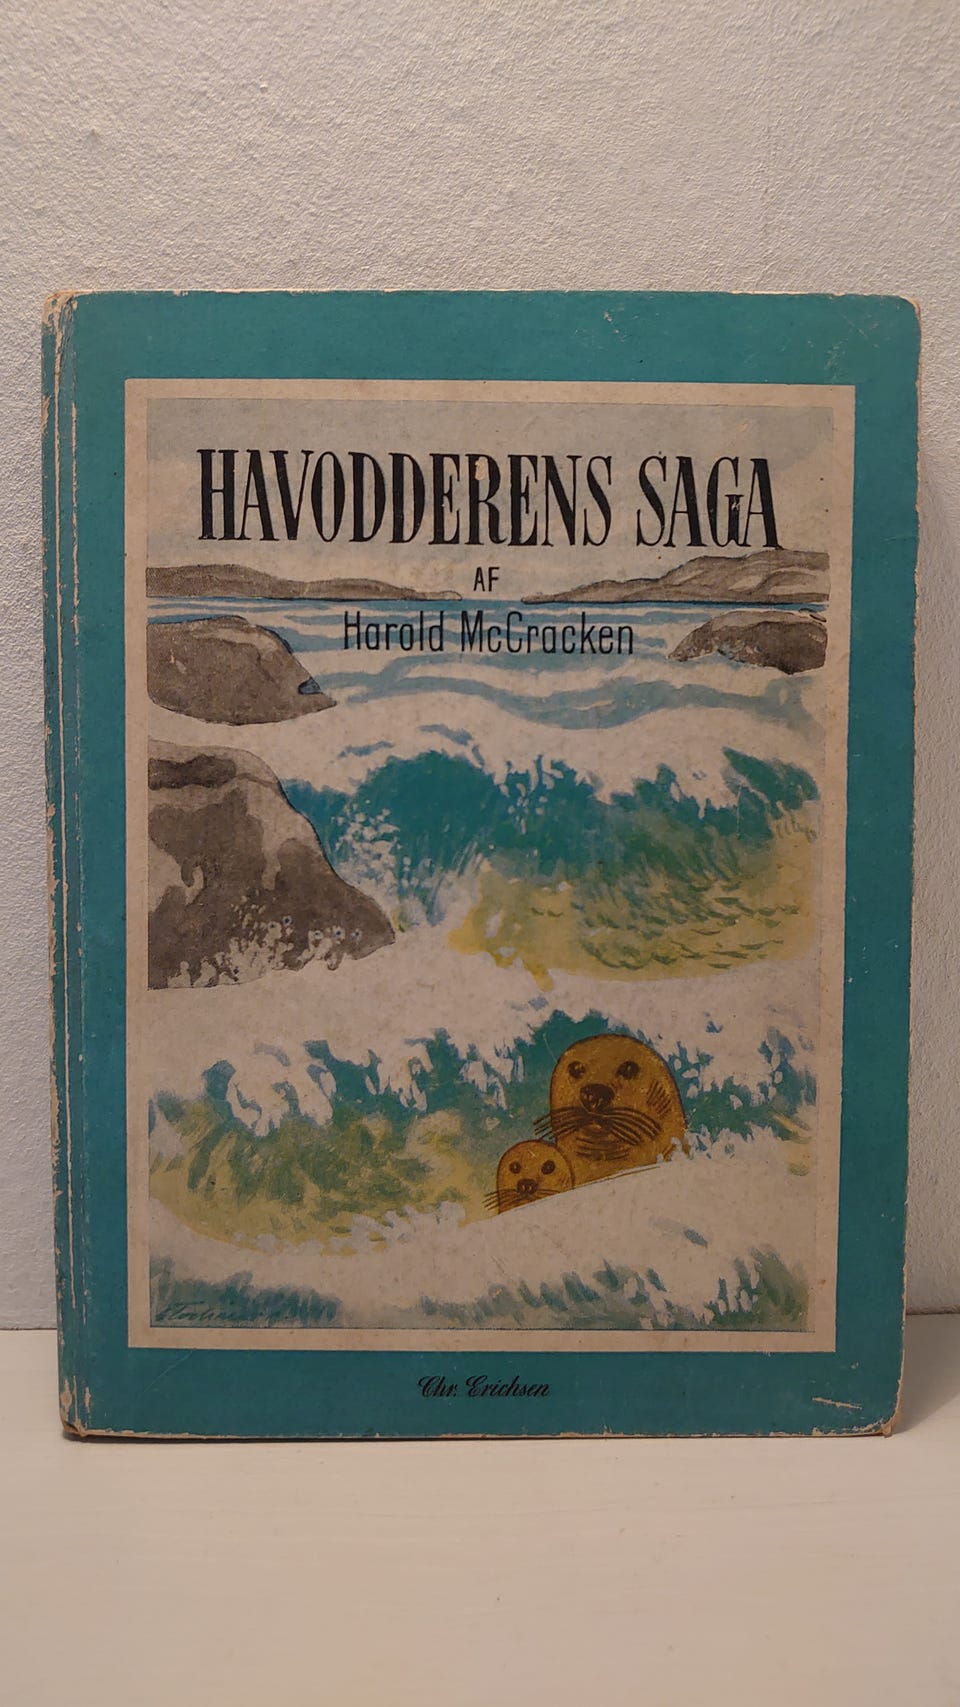 HAVODDERENS SAGA
AF
Harold McCracken
Chr. Erichsen